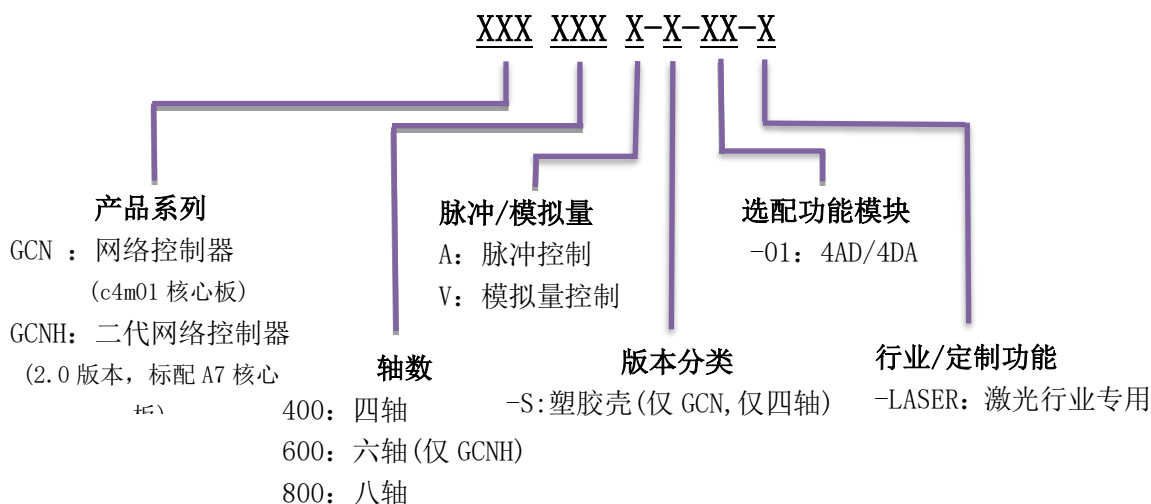 XXX XXX X-X-XX-X
产品系列
GCN ：网络控制器
(c4m01 核心板)
GCNH：二代网络控制器
(2.0 版本，标配 A7 核心
脉冲/模拟量
A：脉冲控制
V：模拟量控制
选配功能模块
-01：4AD/4DA
轴数
400：四轴
600：六轴(仅 GCNH)
800：八轴
版本分类
-S:塑胶壳(仅 GCN,仅四轴)
行业/定制功能
-LASER：激光行业专用